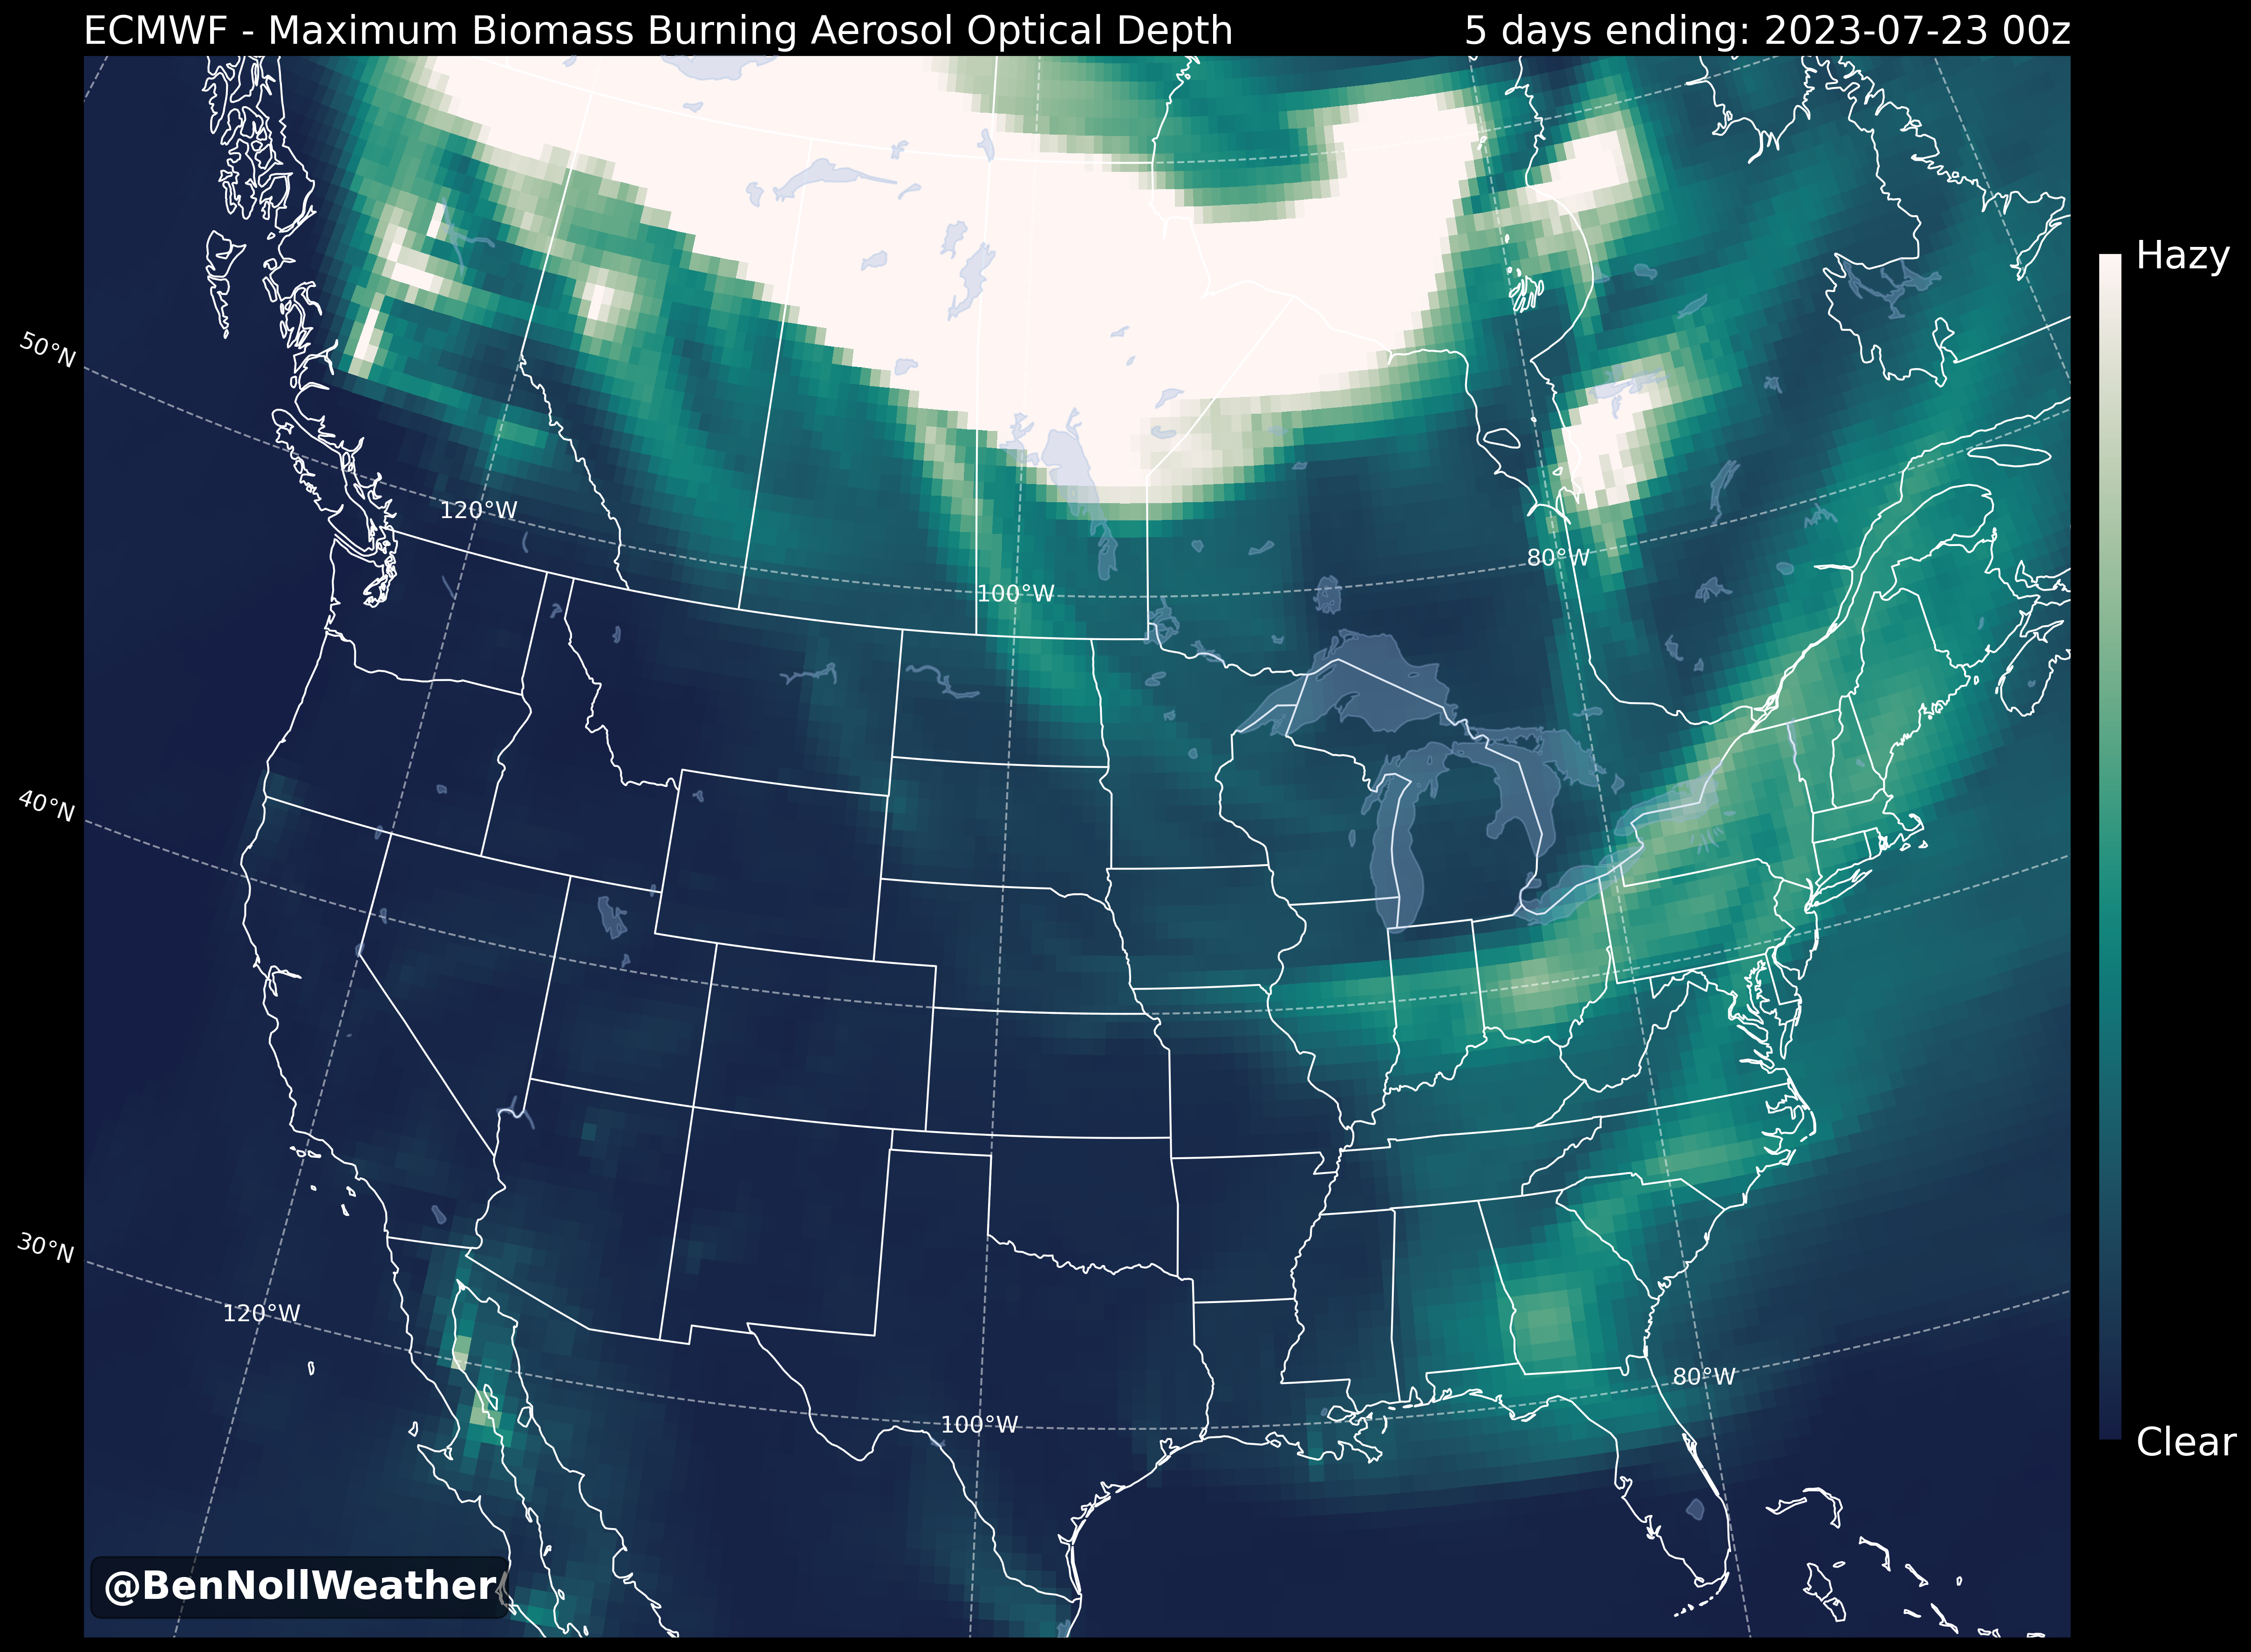 ECMWF - Maximum Biomass Burning Aerosol Optical Depth
5 days ending: 2023-07-23 00z
Hazy
50°N
120°W
80°W
100°W
40°N
30°N
120°W
80°W
100°W
Clear
@BenNollWeather